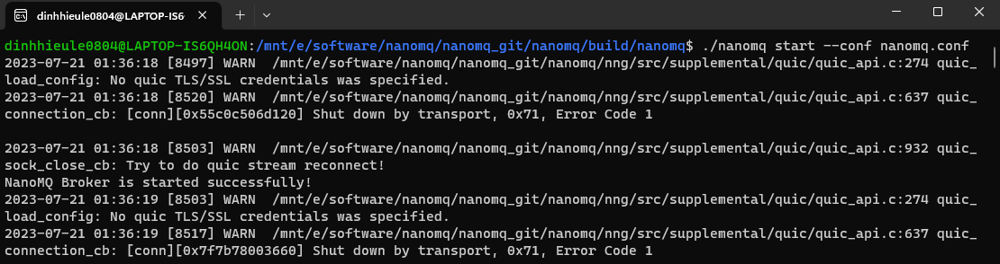 dinhhieule0804@LAPTOP-IS6
dinhhieule0804@LAPTOP-IS6QH4ON:/mnt/e/software/nanomq/nanomq_git/nanomq/build/nanomq$ ./nanomq start --conf nanomq.conf
2023-07-21 01:36:18 [8497] WARN  /mnt/e/software/nanomq/nanomq_git/nanomq/nng/src/supplemental/quic/quic_api.c:274 quic_
load_config: No quic TLS/SSL credentials was specified.
2023-07-21 01:36:18 [8520] WARN  /mnt/e/software/nanomq/nanomq_git/nanomq/nng/src/supplemental/quic/quic_api.c:637 quic_
connection_cb: [conn][0x55c0c506d120] Shut down by transport, 0x71, Error Code 1
2023-07-21 01:36:18 [8503] WARN  /mnt/e/software/nanomq/nanomq_git/nanomq/nng/src/supplemental/quic/quic_api.c:932 quic_
sock_close_cb: Try to do quic stream reconnect!
NanoMQ Broker is started successfully!
2023-07-21 01:36:19 [8503] WARN  /mnt/e/software/nanomq/nanomq_git/nanomq/nng/src/supplemental/quic/quic_api.c:274 quic_
load_config: No quic TLS/SSL credentials was specified.
2023-07-21 01:36:19 [8517] WARN  /mnt/e/software/nanomq/nanomq_git/nanomq/nng/src/supplemental/quic/quic_api.c:637 quic_
connection_cb: [conn][0x7f7b78003660] Shut down by transport, 0x71, Error Code 1